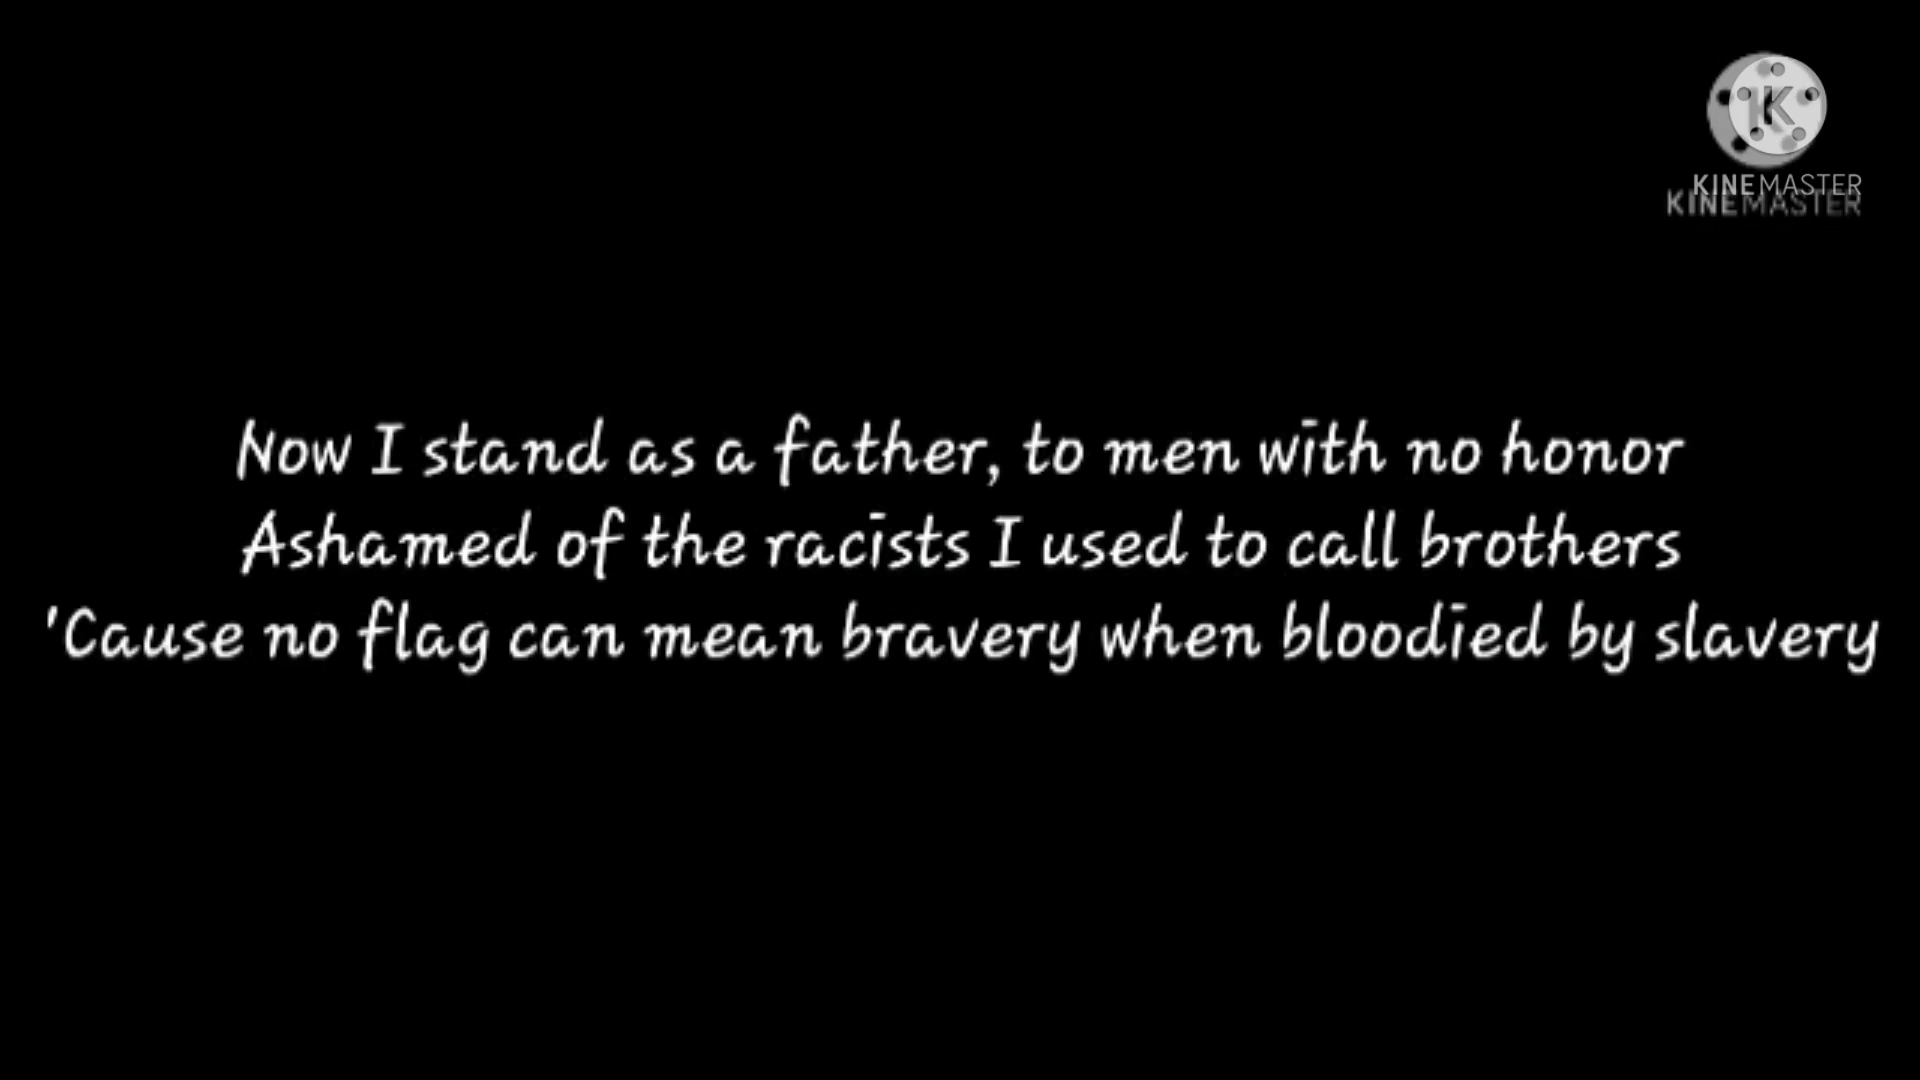 KINEMASTER
KINEMASTER
Now I stand as a father, to men with no honor
Ashamed of the racists I used to call brothers
'Cause no flag can mean bravery when bloodied by slavery